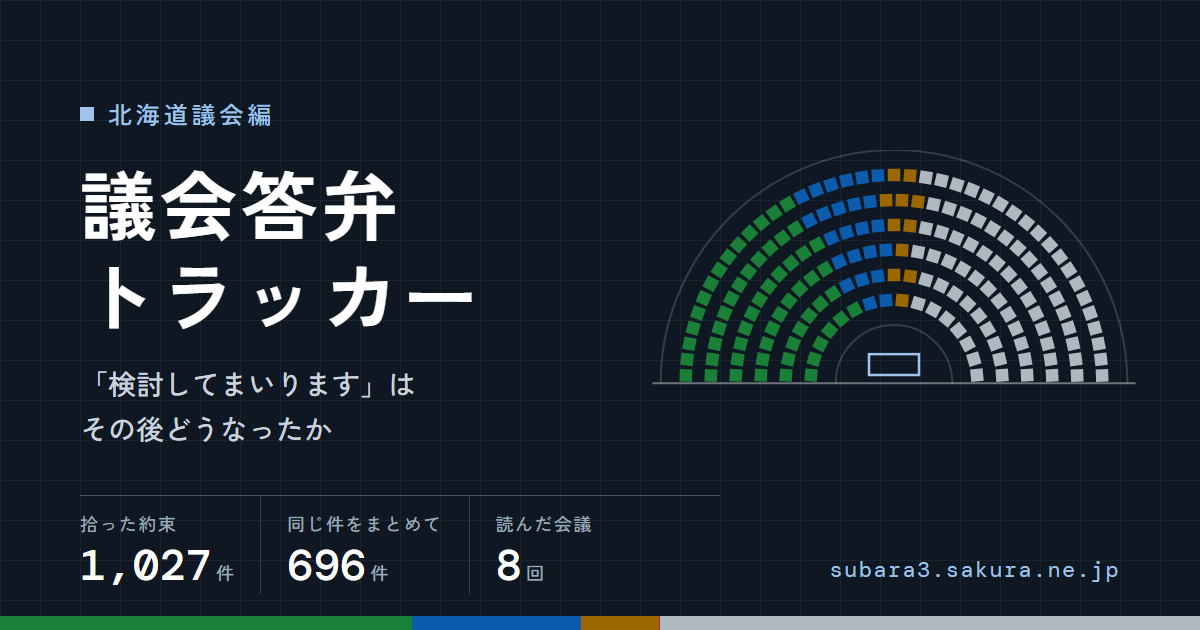 北海道議会編
議会答弁
トラッカー
「検討してまいります」は
その後どうなったか
拾った約束
1,027件
同じ件をまとめて
696件
読んだ会議
8回
subara3.sakura.ne.jp